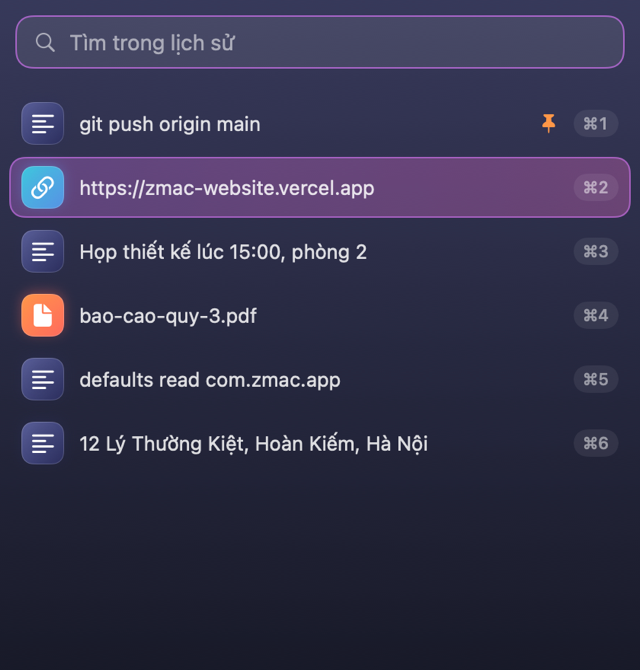 Tìm trong lịch sử
git push origin main ⌘1
https://zmac-website.vercel.app ⌘2
Họp thiết kế lúc 15:00, phòng 2 ⌘3
bao-cao-quy-3.pdf ⌘4
defaults read com.zmac.app ⌘5
12 Lý Thường Kiệt, Hoàn Kiếm, Hà Nội ⌘6